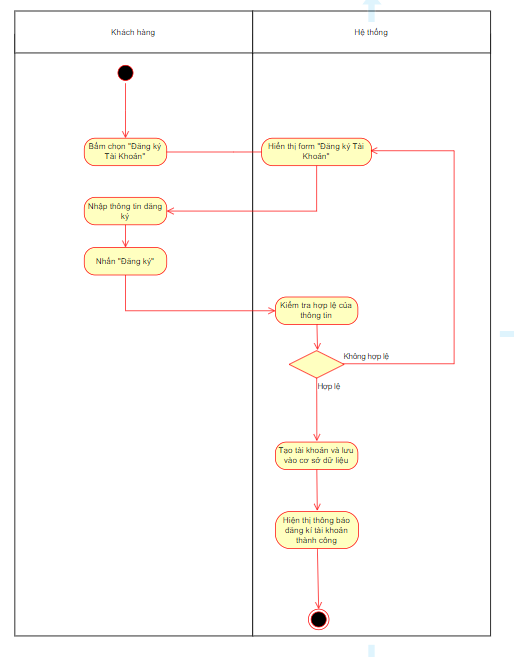 Khách hàng
Hệ thống
Bấm chọn "Đăng ký
Tài Khoản"
Hiển thị form "Đăng ký Tài
Khoản"
Nhập thông tin đăng
ký
Nhấn "Đăng ký"
Kiểm tra hợp lệ của
thông tin
Không hợp lệ
Hợp lệ
Tạo tài khoản và lưu
vào cơ sở dữ liệu
Hiện thị thông báo
đăng kí tài khoản
thành công